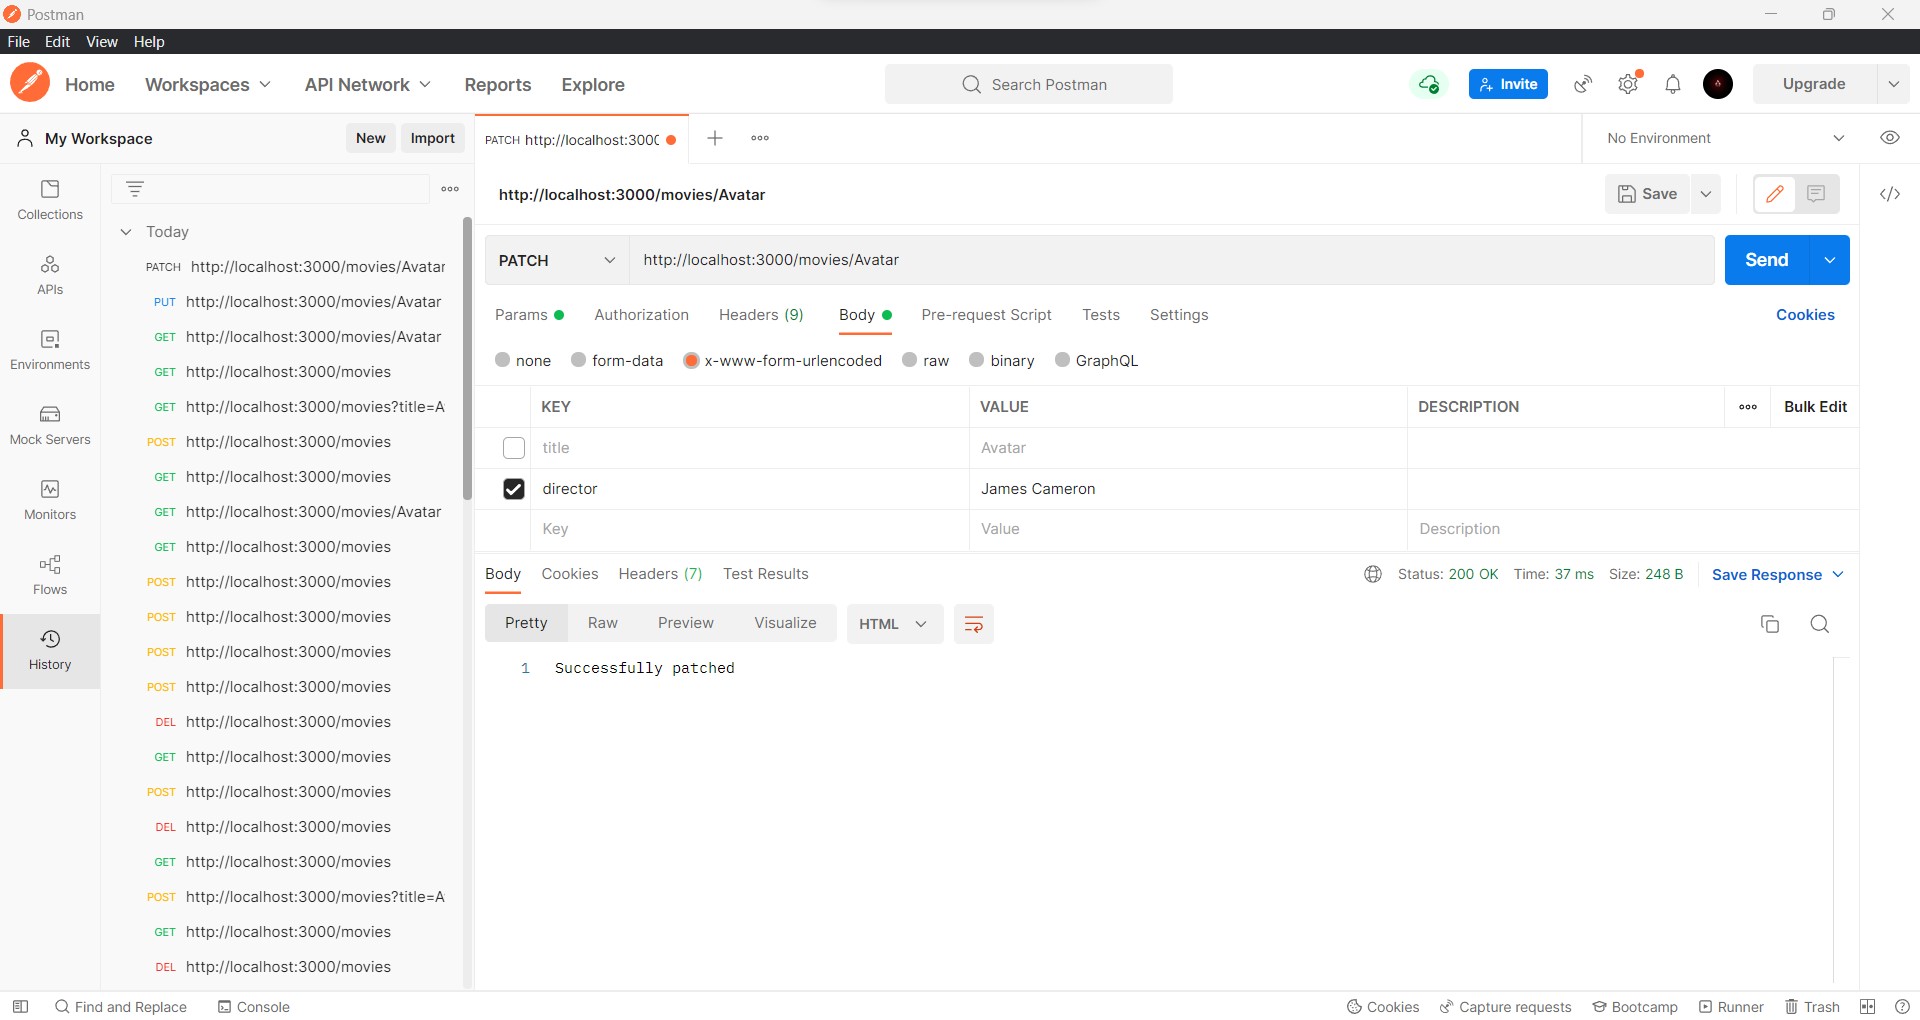 Postman
File Edit View Help
Home Workspaces API Network Reports Explore Search Postman Invite Upgrade
My Workspace New Import PATCH http://localhost:3000 No Environment
Collections
APIs
Environments
Mock Servers
Monitors
Flows
History
Today
PATCH http://localhost:3000/movies/Avatar
PUT http://localhost:3000/movies/Avatar
GET http://localhost:3000/movies/Avatar
GET http://localhost:3000/movies
GET http://localhost:3000/movies?title=A
POST http://localhost:3000/movies
GET http://localhost:3000/movies
GET http://localhost:3000/movies/Avatar
GET http://localhost:3000/movies
POST http://localhost:3000/movies
POST http://localhost:3000/movies
POST http://localhost:3000/movies
POST http://localhost:3000/movies
DEL http://localhost:3000/movies
GET http://localhost:3000/movies
POST http://localhost:3000/movies
DEL http://localhost:3000/movies
GET http://localhost:3000/movies
POST http://localhost:3000/movies?title=A
GET http://localhost:3000/movies
DEL http://localhost:3000/movies
http://localhost:3000/movies/Avatar Save
PATCH http://localhost:3000/movies/Avatar Send
Params Authorization Headers (9) Body Pre-request Script Tests Settings Cookies
none form-data x-www-form-urlencoded raw binary GraphQL
KEY VALUE DESCRIPTION Bulk Edit
title Avatar
director James Cameron
Key Value Description
Body Cookies Headers (7) Test Results Status: 200 OK Time: 37 ms Size: 248 B Save Response
Pretty Raw Preview Visualize HTML
1 Successfully patched
Find and Replace Console Cookies Capture requests Bootcamp Runner Trash